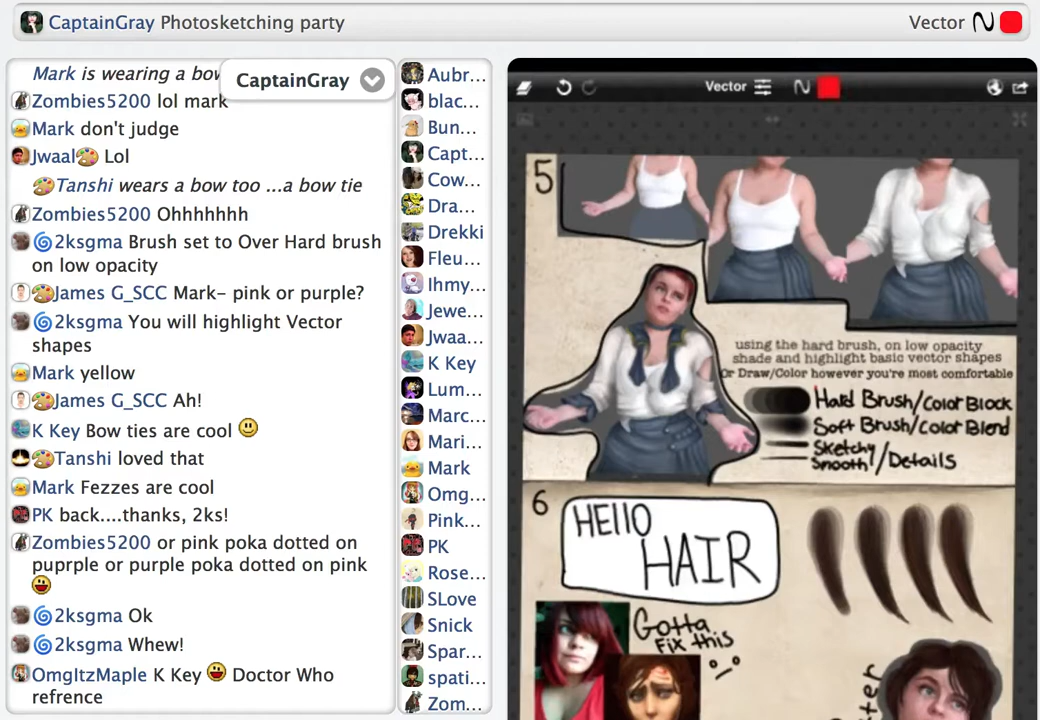 CaptainGray Photosketching party
Vector
Mark is wearing a bow
CaptainGray
Zombies5200 lol mark
Mark don't judge
Jwaal Lol
Tanshi wears a bow too ...a bow tie
Zombies5200 Ohhhhhhh
2ksgma Brush set to Over Hard brush
on low opacity
James G_SCC Mark- pink or purple?
2ksgma You will highlight Vector
shapes
Mark yellow
James G_SCC Ah!
K Key Bow ties are cool
Tanshi loved that
Mark Fezzes are cool
PK back....thanks, 2ks!
Zombies5200 or pink poka dotted on
puprple or purple poka dotted on pink
2ksgma Ok
2ksgma Whew!
OmgItzMaple K Key Doctor Who
refrence
Aubr...
blac...
Bun...
Capt...
Cow...
Dra...
Drekki
Fleu...
Ihmy...
Jewe...
Jwaa...
K Key
Lum...
Marc...
Mari...
Mark
Omg...
Pink...
PK
Rose...
SLove
Snick
Spar...
spati...
Zom...
Vector
5
using the hard brush, on low opacity
shade and highlight basic vector shapes
Or Draw/Color however you're most comfortable
Hard Brush/Color Block
Soft Brush/Color Blend
Sketchy
Smooth/Details
6
HEllO
HAIR
Gotta
Fix this